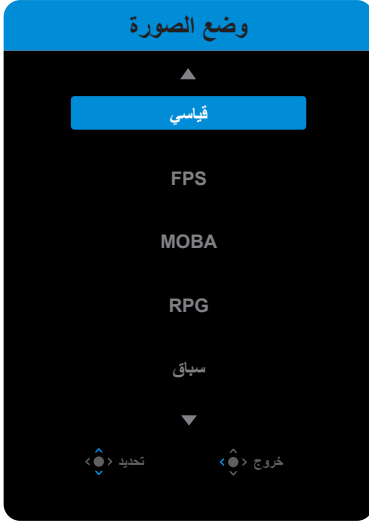 وضع الصورة
قياسي
FPS
MOBA
RPG
سباق
خروج تحديد